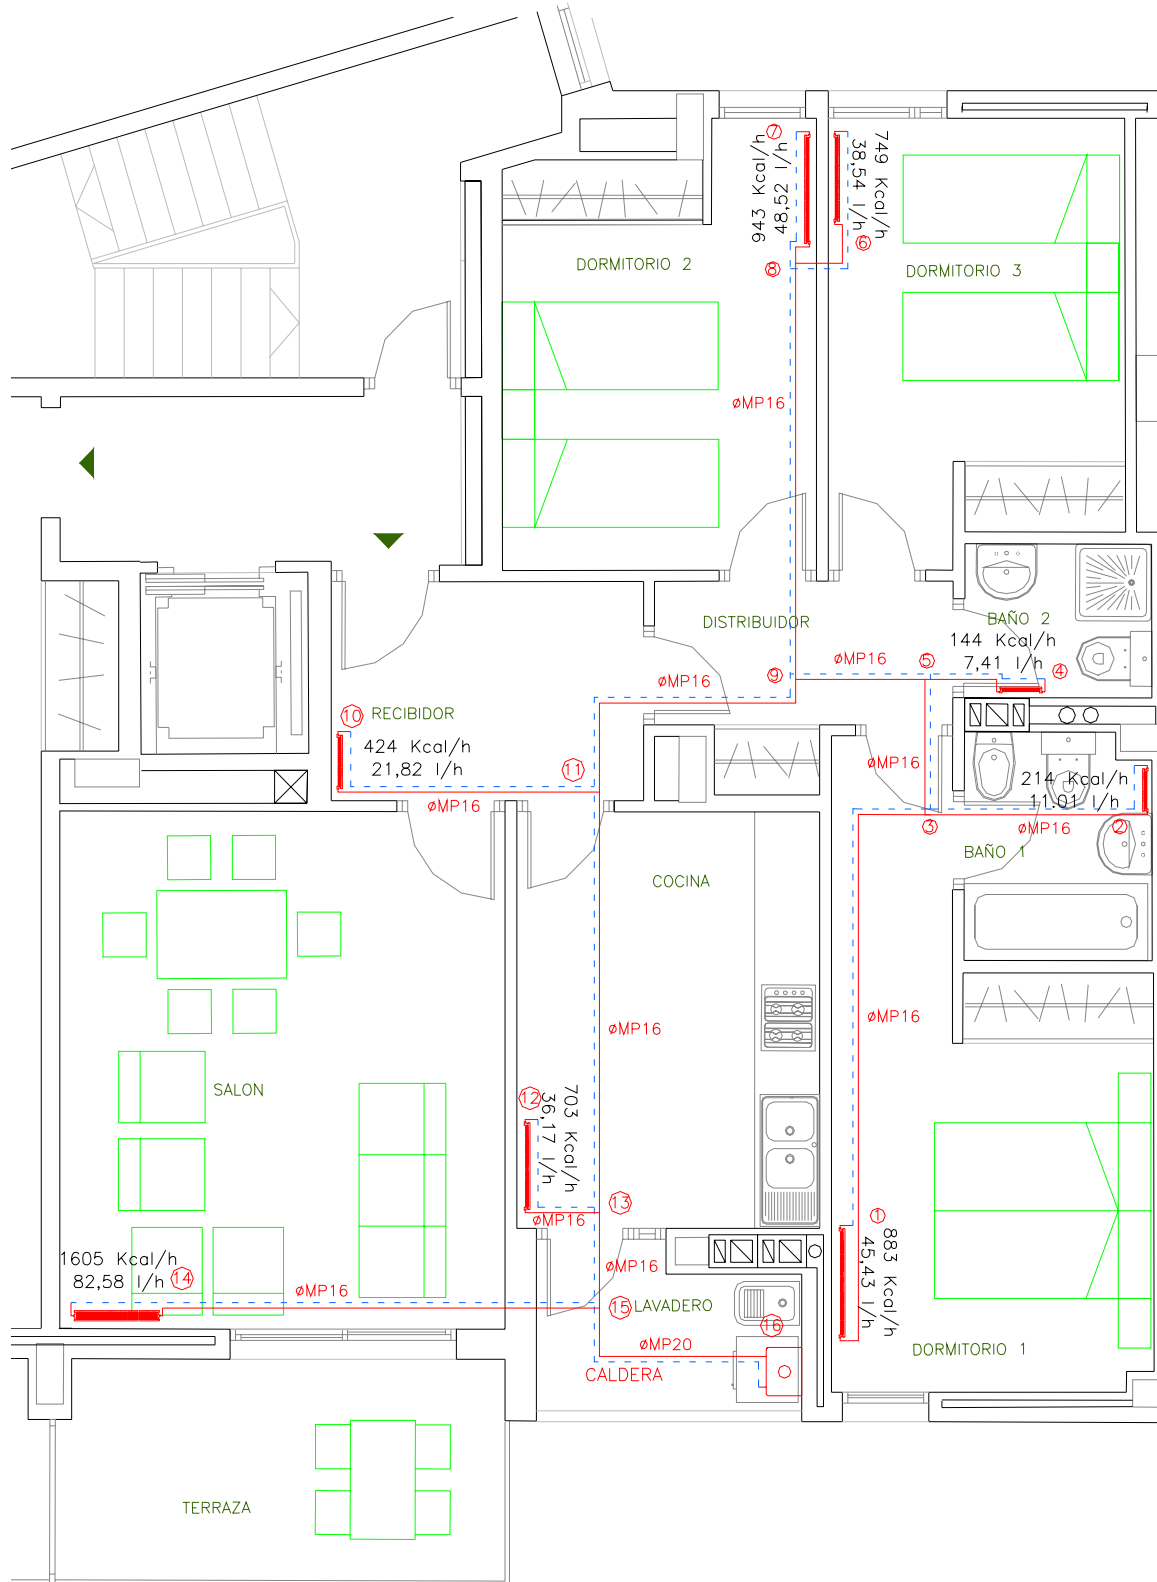 7
943 Kcal/h
48,52 l/h
749 Kcal/h
38,54 l/h
6
8
DORMITORIO 2
DORMITORIO 3
øMP16
DISTRIBUIDOR
BAÑO 2
144 Kcal/h
7,41 l/h
øMP16
5
4
9
øMP16
10
RECIBIDOR
424 Kcal/h
21,82 l/h
11
øMP16
øMP16
214 Kcal/h
11.01 l/h
3
øMP16
2
BAÑO 1
COCINA
øMP16
øMP16
SALON
12
703 Kcal/h
36,17 l/h
13
øMP16
1
883 Kcal/h
45,43 l/h
1605 Kcal/h
82,58 l/h
14
øMP16
øMP16
15
LAVADERO
16
øMP20
CALDERA
DORMITORIO 1
TERRAZA